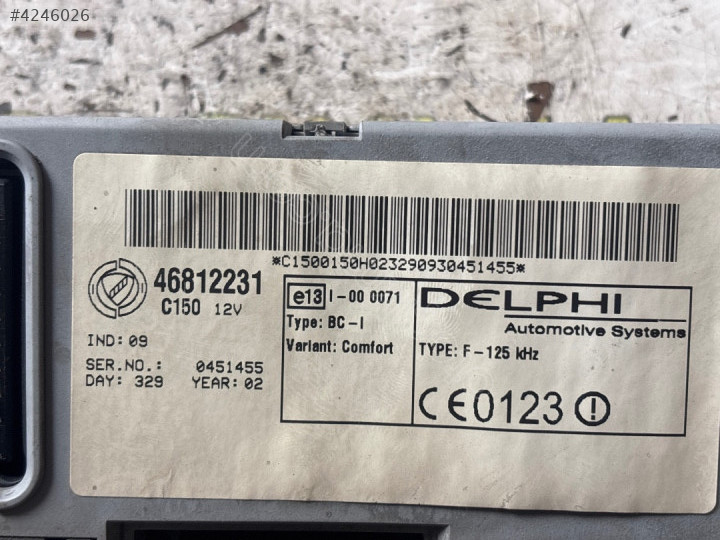 #4246026
*C1500150H023290930451455*
46812231
C150 12V
IND: 09
SER.NO.: 0451455
DAY: 329 YEAR: 02
e13 I-00 0071
Type: BC-I
Variant: Comfort
DELPHI
Automotive Systems
TYPE: F-125 kHz
CE0123